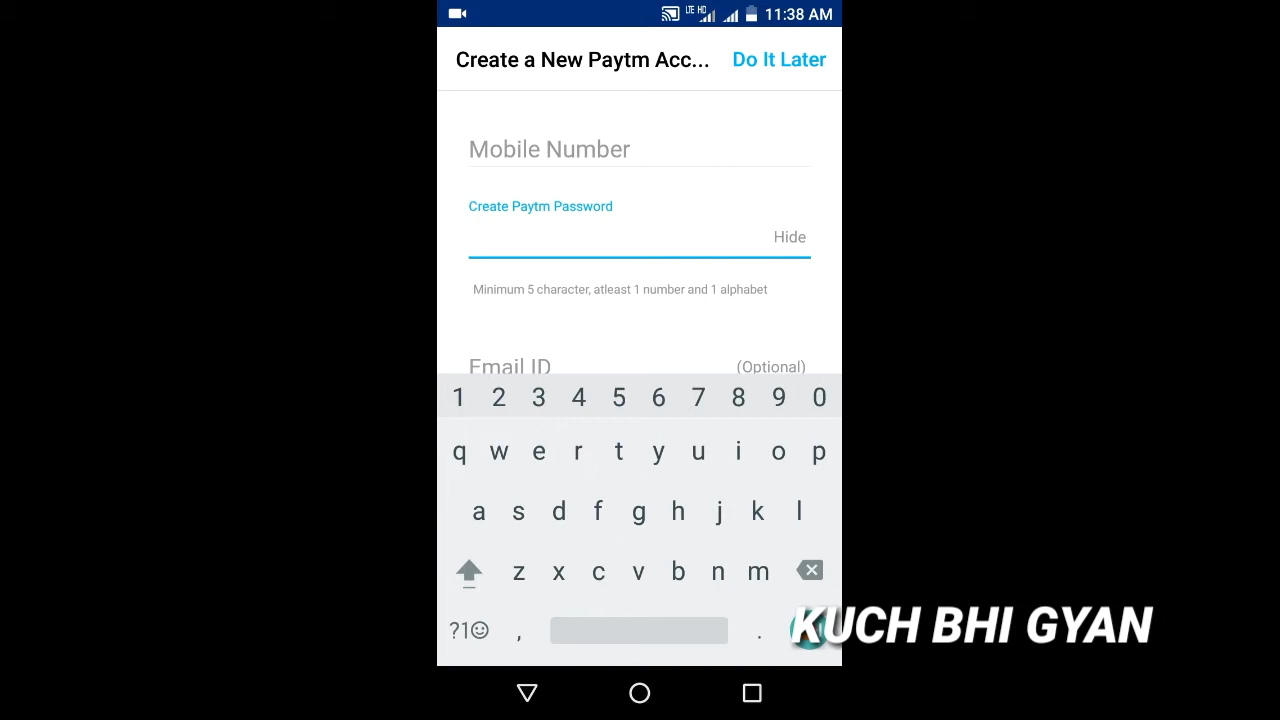 LTE HD 11:38 AM
Create a New Paytm Acc... Do It Later
Mobile Number
Create Paytm Password
Hide
Minimum 5 character, atleast 1 number and 1 alphabet
Email ID (Optional)
1 2 3 4 5 6 7 8 9 0
q w e r t y u i o p
a s d f g h j k l
z x c v b n m
?1☺ , .
KUCH BHI GYAN